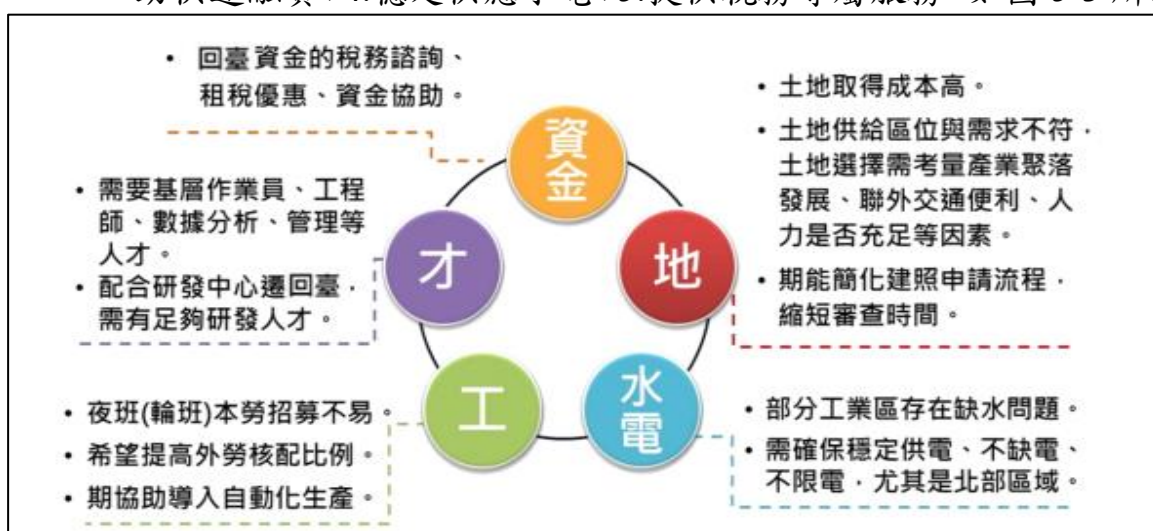 • 回臺資金的稅務諮詢、
租稅優惠、資金協助。
資金
• 土地取得成本高。
• 土地供給區位與需求不符，
土地選擇需考量產業聚落
發展、聯外交通便利、人
力是否充足等因素。
• 期能簡化建照申請流程，
縮短審查時間。
地
• 需要基層作業員、工程
師、數據分析、管理等
人才。
• 配合研發中心遷回臺，
需有足夠研發人才。
才
• 夜班(輪班)本勞招募不易。
• 希望提高外勞核配比例。
• 期協助導入自動化生產。
工
水電
• 部分工業區存在缺水問題。
• 需確保穩定供電、不缺電、
不限電，尤其是北部區域。